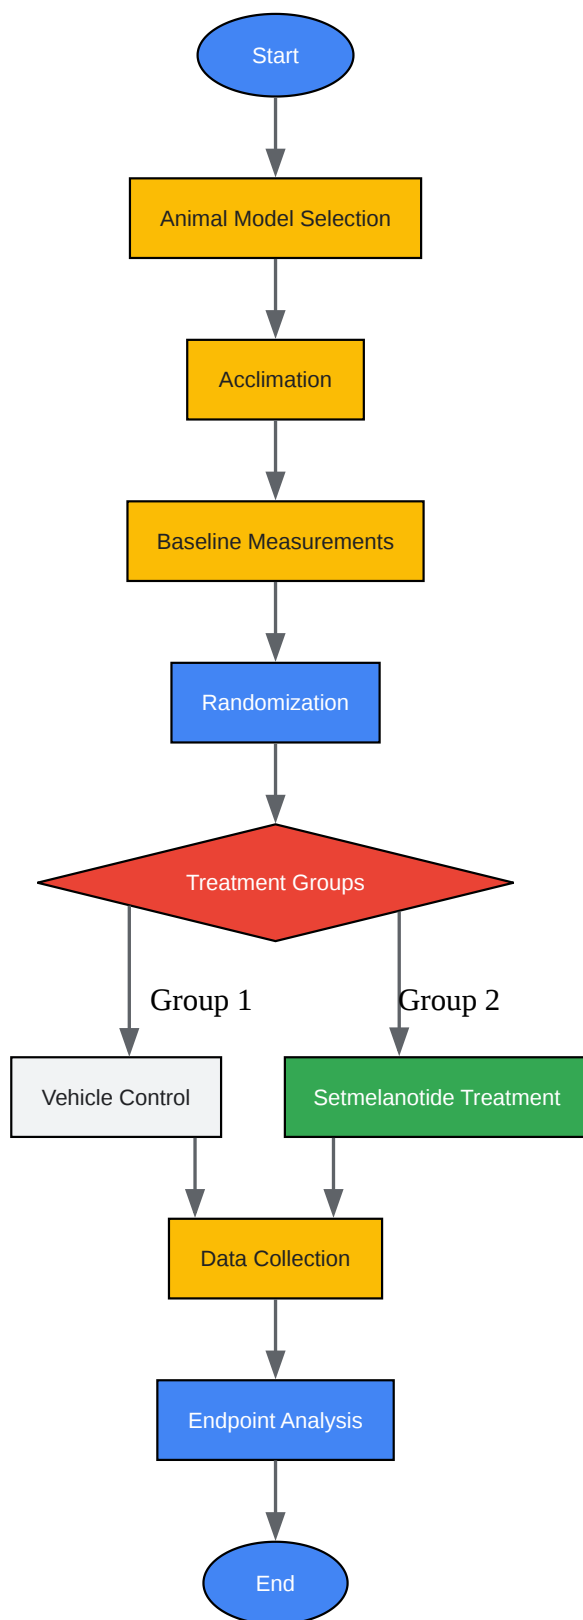 Start
Animal Model Selection
Acclimation
Baseline Measurements
Randomization
Treatment Groups
Group 1
Group 2
Vehicle Control
Setmelanotide Treatment
Data Collection
Endpoint Analysis
End